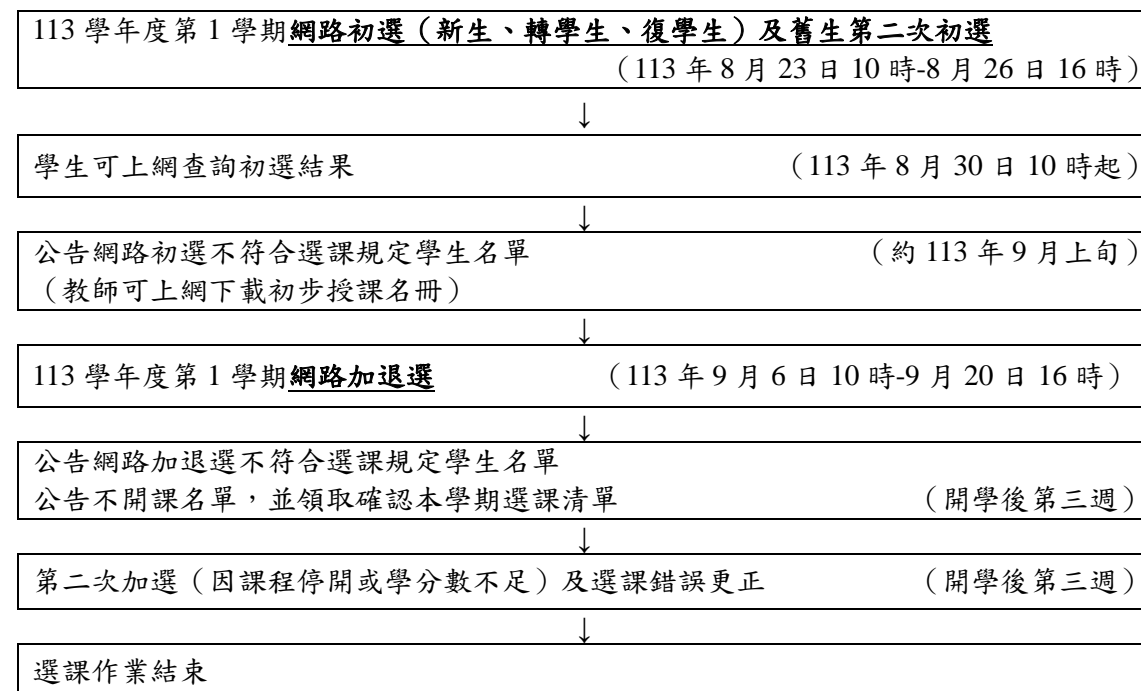 113 學年度第 1 學期網路初選（新生、轉學生、復學生）及舊生第二次初選
（113 年 8 月 23 日 10 時-8 月 26 日 16 時）
↓
學生可上網查詢初選結果 （113 年 8 月 30 日 10 時起）
↓
公告網路初選不符合選課規定學生名單 （約 113 年 9 月上旬）
（教師可上網下載初步授課名冊）
↓
113 學年度第 1 學期網路加退選 （113 年 9 月 6 日 10 時-9 月 20 日 16 時）
↓
公告網路加退選不符合選課規定學生名單
公告不開課名單，並領取確認本學期選課清單 （開學後第三週）
↓
第二次加選（因課程停開或學分數不足）及選課錯誤更正 （開學後第三週）
↓
選課作業結束